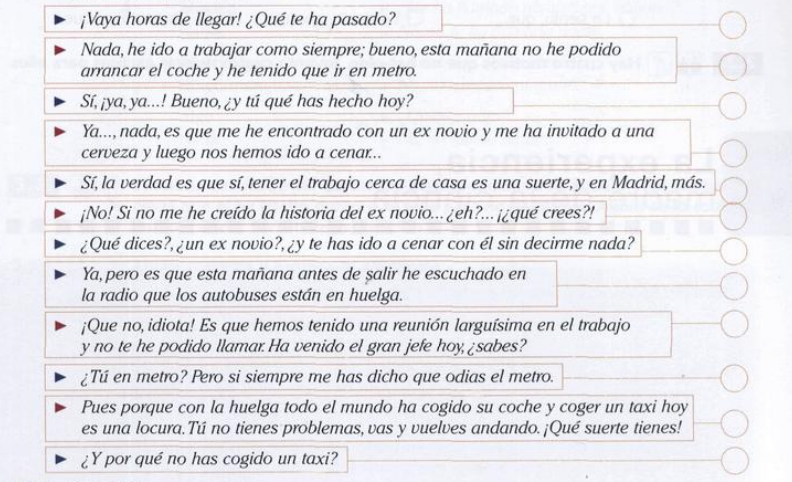 ► ¡Vaya horas de llegar! ¿Qué te ha pasado?
► Nada, he ido a trabajar como siempre; bueno, esta mañana no he podido
arrancar el coche y he tenido que ir en metro.
► Sí, ¡ya, ya...! Bueno, ¿y tú qué has hecho hoy?
► Ya..., nada, es que me he encontrado con un ex novio y me ha invitado a una
cerveza y luego nos hemos ido a cenar...
► Sí, la verdad es que sí, tener el trabajo cerca de casa es una suerte, y en Madrid, más.
► ¡No! Si no me he creído la historia del ex novio... ¿eh?... ¡¿qué crees?!
► ¿Qué dices?, ¿un ex novio?, ¿y te has ido a cenar con él sin decirme nada?
► Ya, pero es que esta mañana antes de salir he escuchado en
la radio que los autobuses están en huelga.
► ¡Que no, idiota! Es que hemos tenido una reunión larguísima en el trabajo
y no te he podido llamar. Ha venido el gran jefe hoy, ¿sabes?
► ¿Tú en metro? Pero si siempre me has dicho que odias el metro.
► Pues porque con la huelga todo el mundo ha cogido su coche y coger un taxi hoy
es una locura. Tú no tienes problemas, vas y vuelves andando. ¡Qué suerte tienes!
► ¿Y por qué no has cogido un taxi?